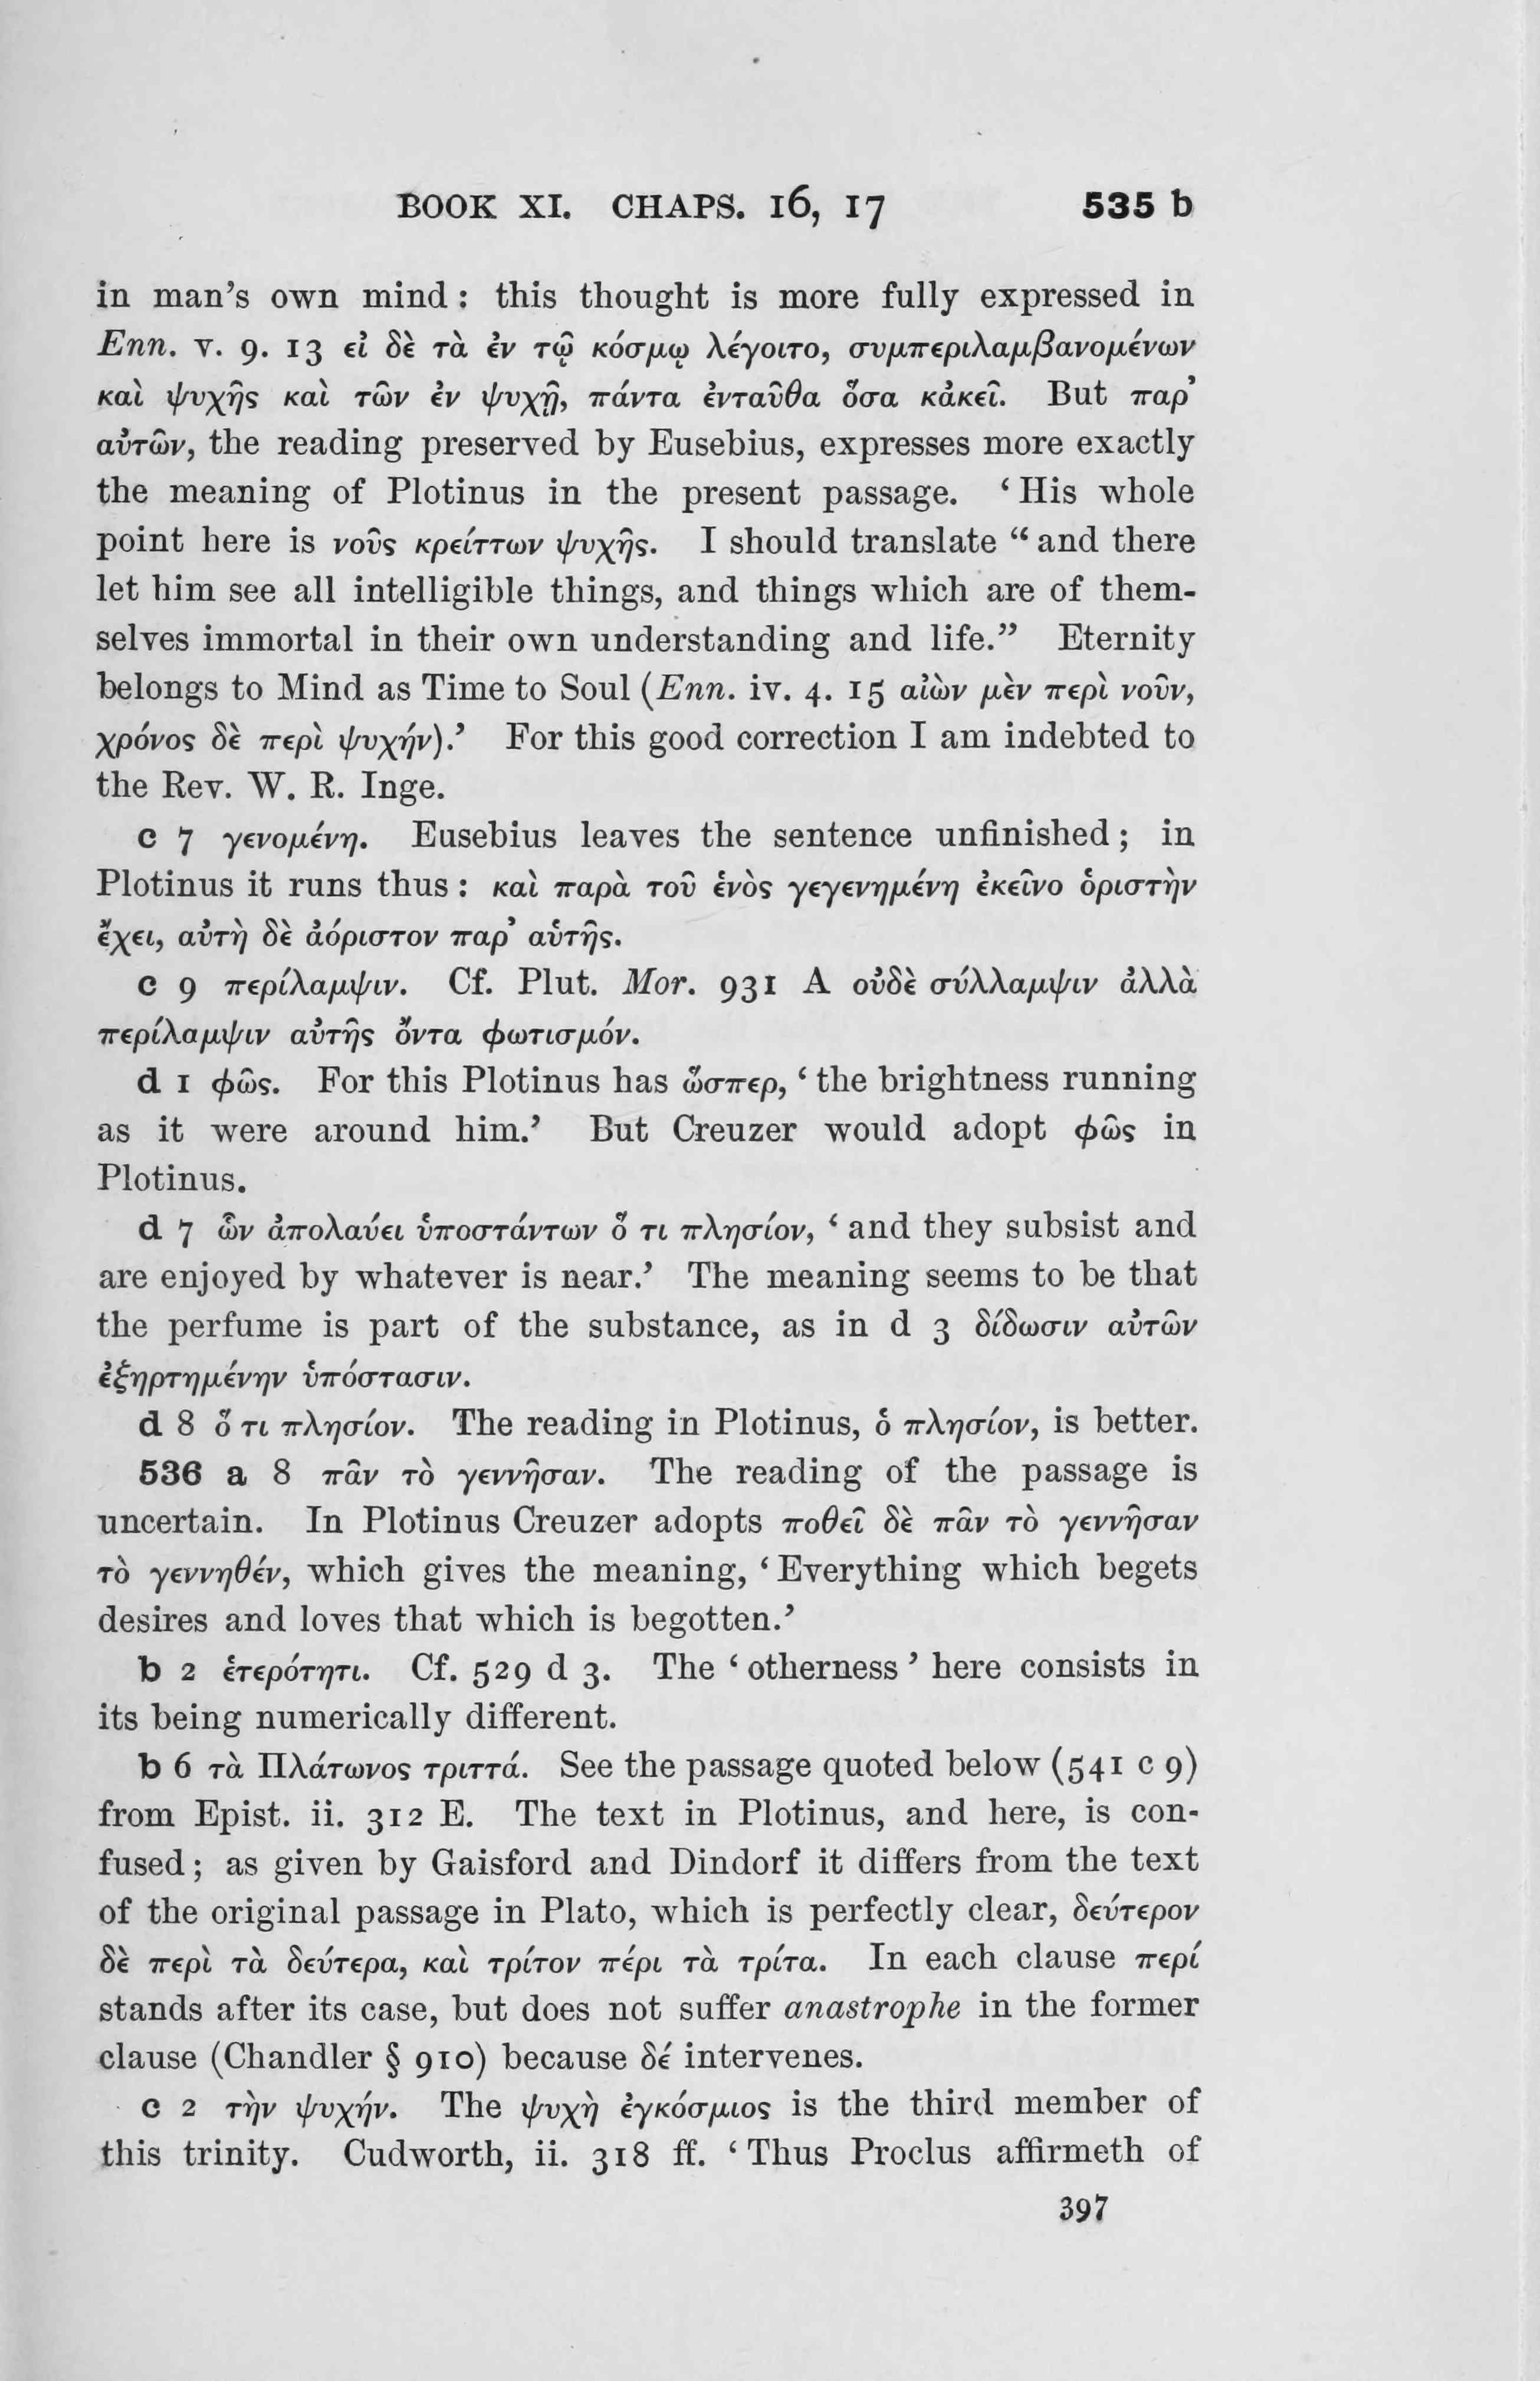 BOOK XI. CHAPS. 16, 17 535 b
in man's own mind : this thought is more fully expressed in
Enn. v. 9. 13 εἰ δὲ τὰ ἐν τῷ κόσμῳ λέγοιτο, συμπεριλαμβανομένων
καὶ ψυχῆς καὶ τῶν ἐν ψυχῇ, πάντα ἐνταῦθα ὅσα κἀκεῖ. But παρ'
αὐτῶν, the reading preserved by Eusebius, expresses more exactly
the meaning of Plotinus in the present passage. ‘ His whole
point here is νοῦς κρείττων ψυχῆς. I should translate “ and there
let him see all intelligible things, and things which are of them-
selves immortal in their own understanding and life.” Eternity
belongs to Mind as Time to Soul (Enn. iv. 4. 15 αἰὼν μὲν περὶ νοῦν,
χρόνος δὲ περὶ ψυχήν).’ For this good correction I am indebted to
the Rev. W. R. Inge.
c 7 γενομένη. Eusebius leaves the sentence unfinished ; in
Plotinus it runs thus : καὶ παρὰ τοῦ ἑνὸς γεγενημένη ἐκεῖνο ὁριστὴν
ἔχει, αὐτὴ δὲ ἀόριστον παρ' αὑτῆς.
c 9 περίλαμψιν. Cf. Plut. Mor. 931 A οὐδὲ σύλλαμψιν ἀλλὰ
περίλαμψιν αὐτῆς ὄντα φωτισμόν.
d 1 φῶς. For this Plotinus has ὥσπερ, ‘ the brightness running
as it were around him.’ But Creuzer would adopt φῶς in
Plotinus.
d 7 ὧν ἀπολαύει ὑποστάντων ὅ τι πλησίον, ‘ and they subsist and
are enjoyed by whatever is near.’ The meaning seems to be that
the perfume is part of the substance, as in d 3 δίδωσιν αὐτῶν
ἐξηρτημένην ὑπόστασιν.
d 8 ὅ τι πλησίον. The reading in Plotinus, ὁ πλησίον, is better.
536 a 8 πᾶν τὸ γεννῆσαν. The reading of the passage is
uncertain. In Plotinus Creuzer adopts ποθεῖ δὲ πᾶν τὸ γεννῆσαν
τὸ γεννηθέν, which gives the meaning, ‘ Everything which begets
desires and loves that which is begotten.’
b 2 ἑτερότητι. Cf. 529 d 3. The ‘ otherness ’ here consists in
its being numerically different.
b 6 τὰ Πλάτωνος τριττά. See the passage quoted below (541 c 9)
from Epist. ii. 312 E. The text in Plotinus, and here, is con-
fused ; as given by Gaisford and Dindorf it differs from the text
of the original passage in Plato, which is perfectly clear, δεύτερον
δὲ περὶ τὰ δεύτερα, καὶ τρίτον πέρι τὰ τρίτα. In each clause περί
stands after its case, but does not suffer anastrophe in the former
clause (Chandler § 910) because δέ intervenes.
c 2 τὴν ψυχήν. The ψυχὴ ἐγκόσμιος is the third member of
this trinity. Cudworth, ii. 318 ff. ‘ Thus Proclus affirmeth of
397